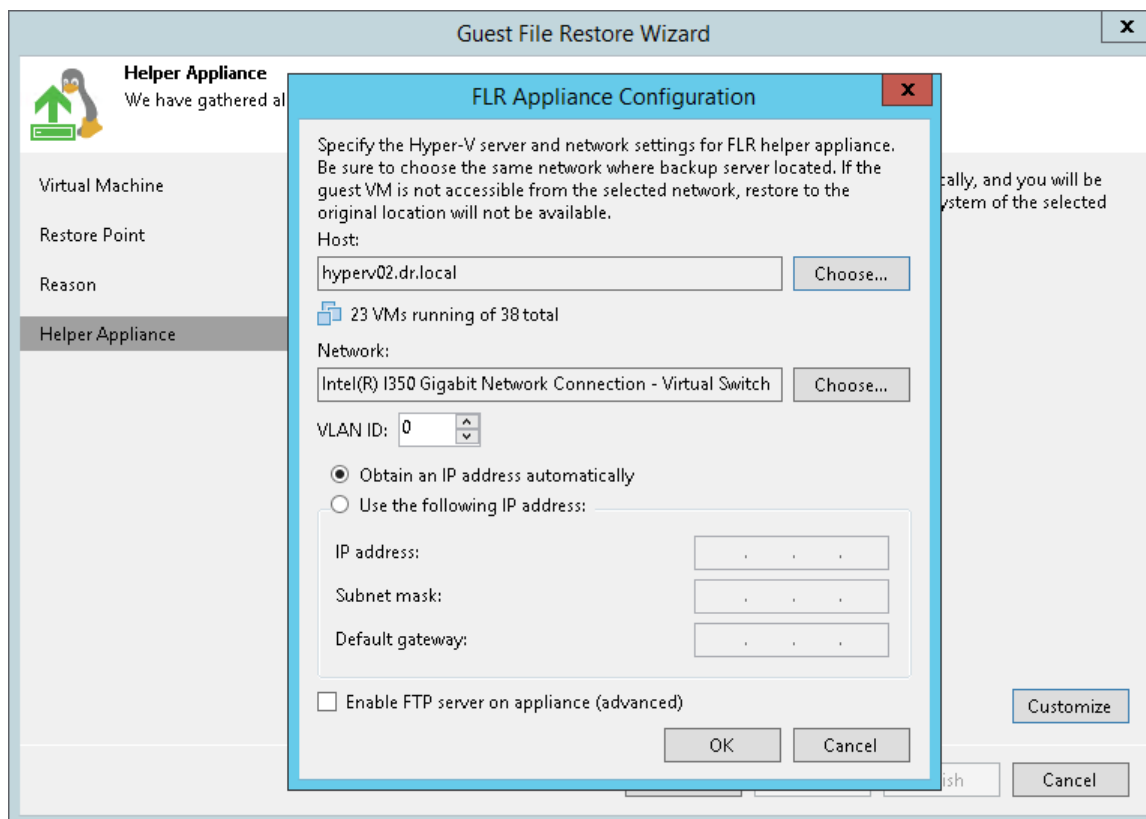 Guest File Restore Wizard
x
Helper Appliance
We have gathered al
FLR Appliance Configuration
x
Virtual Machine
Restore Point
Reason
Helper Appliance
Specify the Hyper-V server and network settings for FLR helper appliance.
Be sure to choose the same network where backup server located. If the
guest VM is not accessible from the selected network, restore to the
original location will not be available.
cally, and you will be
ystem of the selected
Host:
hyperv02.dr.local
Choose...
23 VMs running of 38 total
Network:
Intel(R) I350 Gigabit Network Connection - Virtual Switch
Choose...
VLAN ID: 0
Obtain an IP address automatically
Use the following IP address:
IP address: . . .
Subnet mask: . . .
Default gateway: . . .
Enable FTP server on appliance (advanced)
Customize
OK
Cancel
ish
Cancel